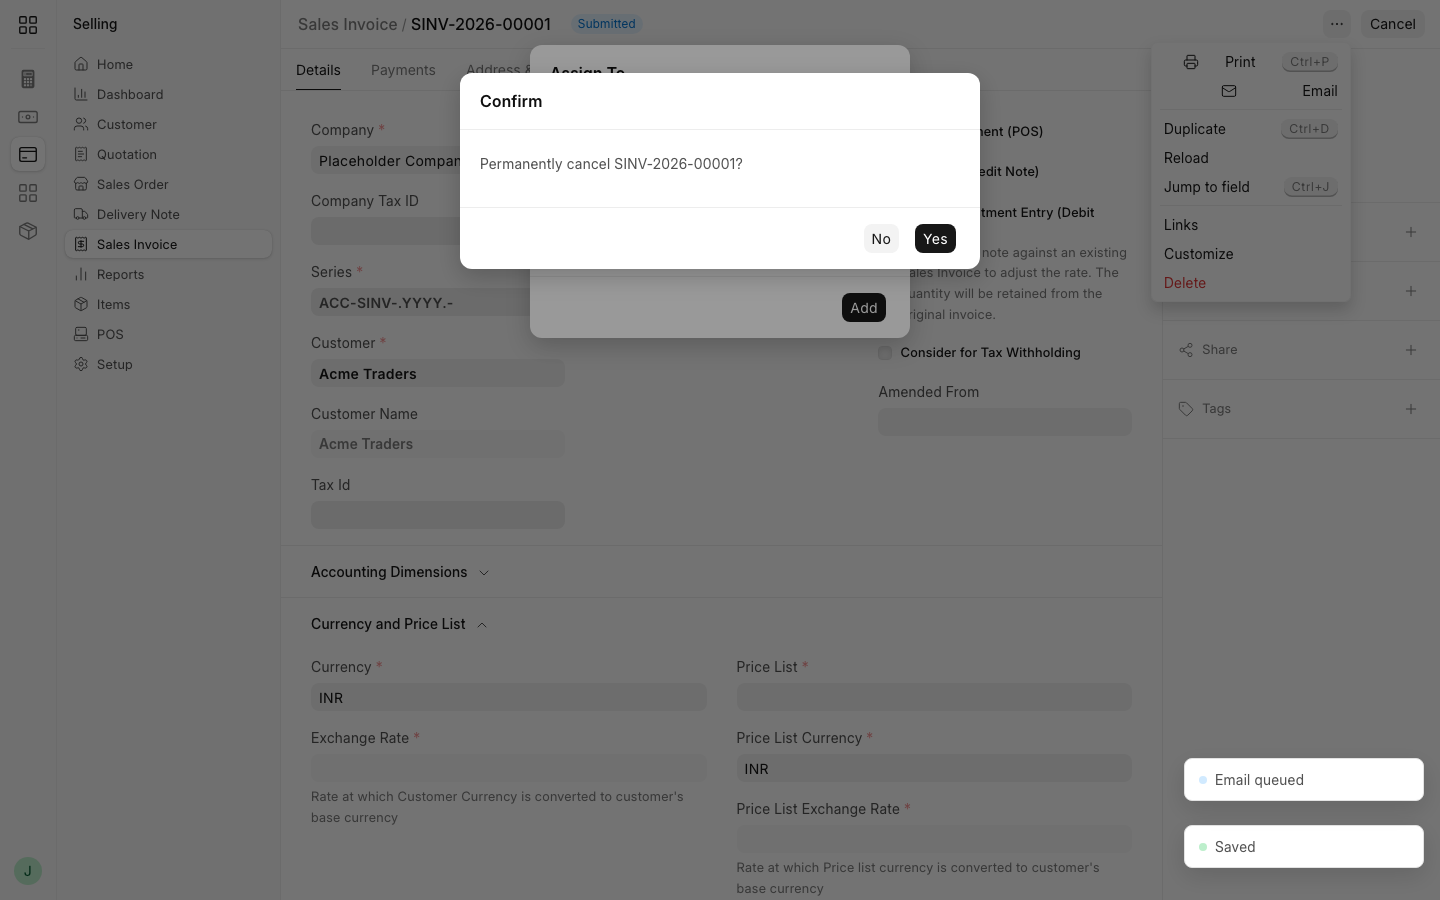 Selling
Home
Dashboard
Customer
Quotation
Sales Order
Delivery Note
Sales Invoice
Reports
Items
POS
Setup
J
Sales Invoice / SINV-2026-00001
Submitted
Cancel
Details
Payments
Address &
Assign To
Confirm
Permanently cancel SINV-2026-00001?
No
Yes
Add
Print Ctrl+P
Email
Duplicate Ctrl+D
Reload
Jump to field Ctrl+J
Links
Customize
Delete
Company *
Placeholder Compan
Company Tax ID
Series *
ACC-SINV-.YYYY.-
Customer *
Acme Traders
Customer Name
Acme Traders
Tax Id
(POS)
Note)
Entry (Debit
note against an existing
Invoice to adjust the rate. The
will be retained from the
invoice.
Consider for Tax Withholding
Amended From
Share
Tags
Accounting Dimensions
Currency and Price List
Currency *
INR
Exchange Rate *
Rate at which Customer Currency is converted to customer's
base currency
Price List *
Price List Currency *
INR
Price List Exchange Rate *
Rate at which Price list currency is converted to customer's
base currency
Email queued
Saved